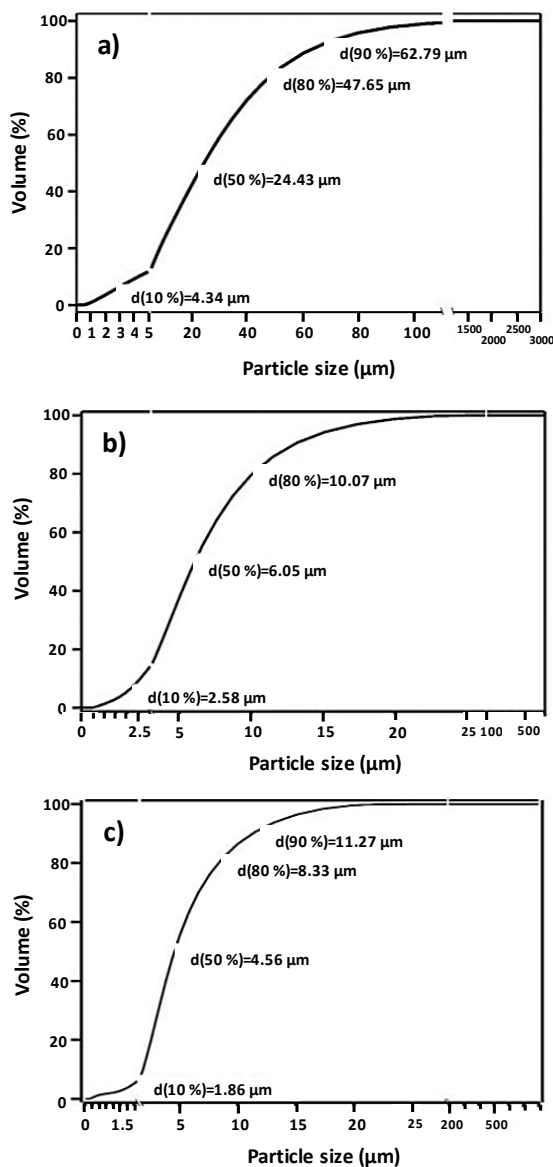 a)
Volume (%)
100
80
60
40
20
0
d(90 %)=62.79 µm
d(80 %)=47.65 µm
d(50 %)=24.43 µm
d(10 %)=4.34 µm
0 1 2 3 4 5 20 40 60 80 100 1500 2500
2000 3000
Particle size (µm)
b)
Volume (%)
100
80
60
40
20
0
d(80 %)=10.07 µm
d(50 %)=6.05 µm
d(10 %)=2.58 µm
0 2.5 5 10 15 20 25 100 500
Particle size (µm)
c)
Volume (%)
100
80
60
40
20
0
d(90 %)=11.27 µm
d(80 %)=8.33 µm
d(50 %)=4.56 µm
d(10 %)=1.86 µm
0 1.5 5 10 15 20 25 200 500
Particle size (µm)